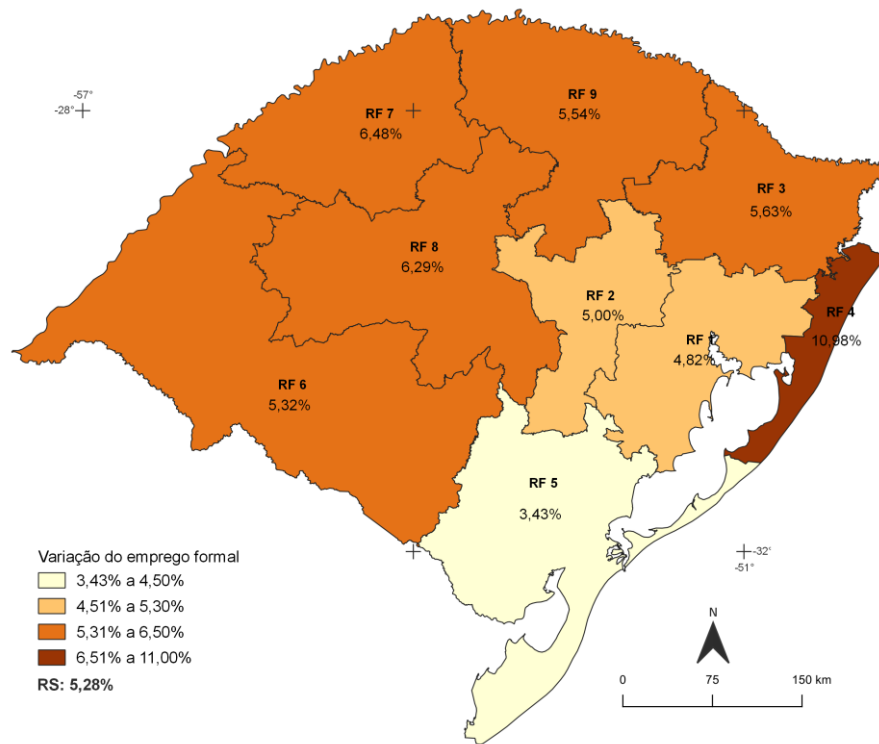 -57°
-28°
RF 7
6,48%
RF 9
5,54%
RF 3
5,63%
RF 8
6,29%
RF 2
5,00%
RF 4
10,98%
RF 1
4,82%
RF 6
5,32%
RF 5
3,43%
-32°
-51°
Variação do emprego formal
3,43% a 4,50%
4,51% a 5,30%
5,31% a 6,50%
6,51% a 11,00%
RS: 5,28%
N
0 75 150 km